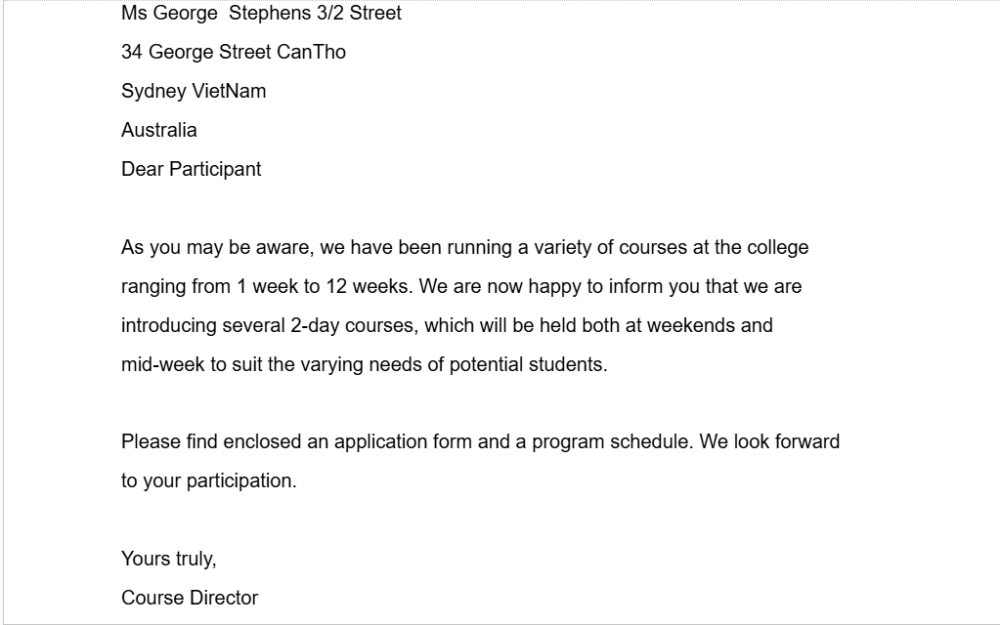 Ms George  Stephens 3/2 Street
34 George Street CanTho
Sydney VietNam
Australia
Dear Participant
As you may be aware, we have been running a variety of courses at the college
ranging from 1 week to 12 weeks. We are now happy to inform you that we are
introducing several 2-day courses, which will be held both at weekends and
mid-week to suit the varying needs of potential students.
Please find enclosed an application form and a program schedule. We look forward
to your participation.
Yours truly,
Course Director